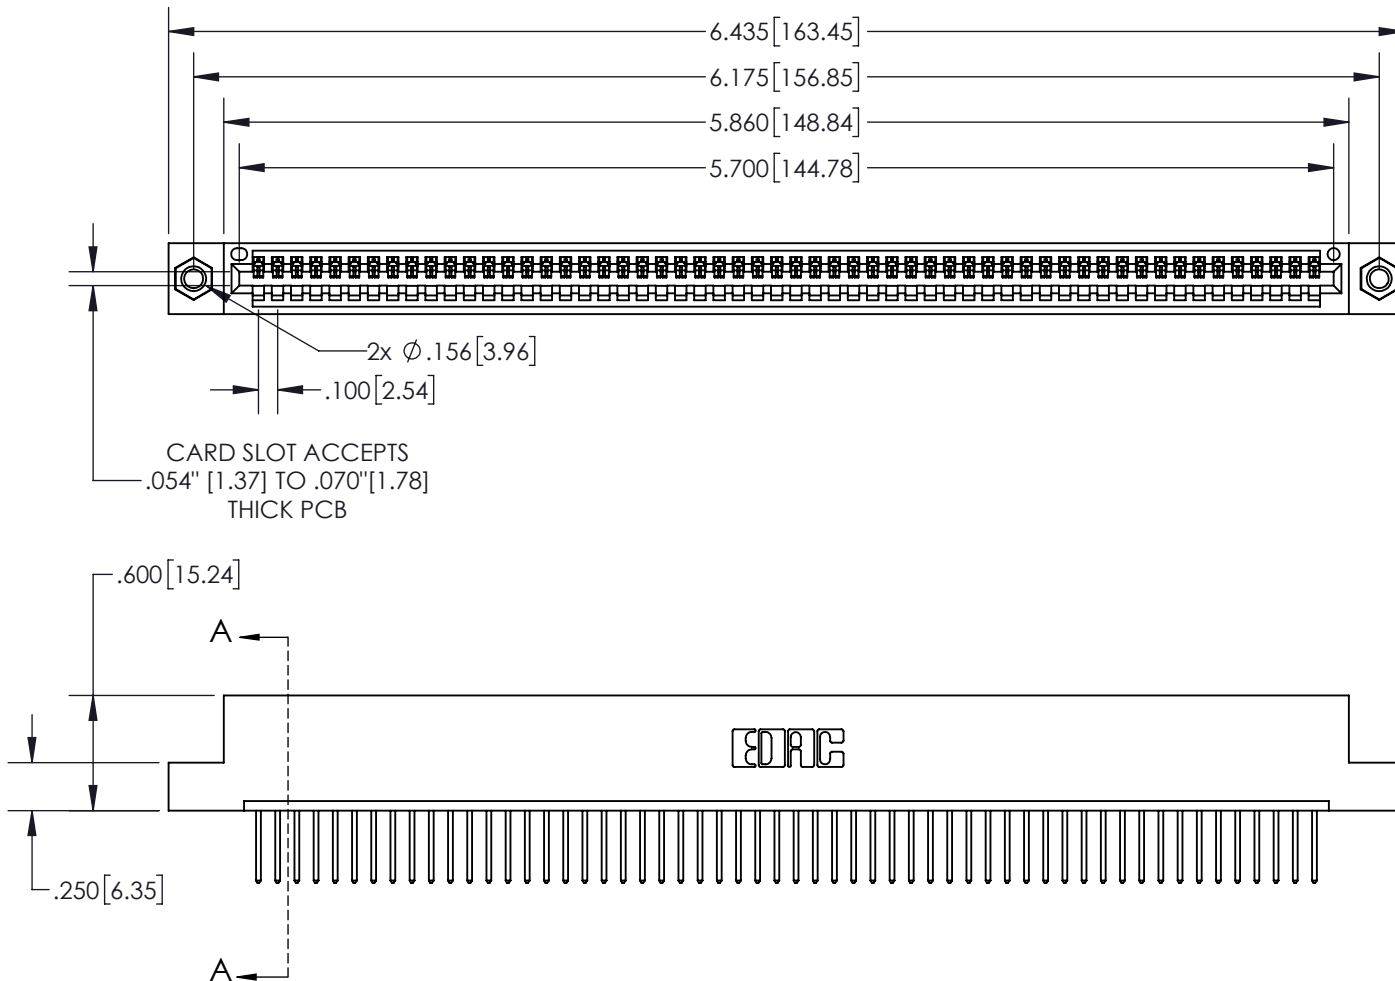 6.435[163.45]
6.175[156.85]
5.860[148.84]
5.700[144.78]
2x Ø.156[3.96]
.100[2.54]
CARD SLOT ACCEPTS
.054" [1.37] TO .070"[1.78]
THICK PCB
.600[15.24]
A
EDAC
.250[6.35]
A